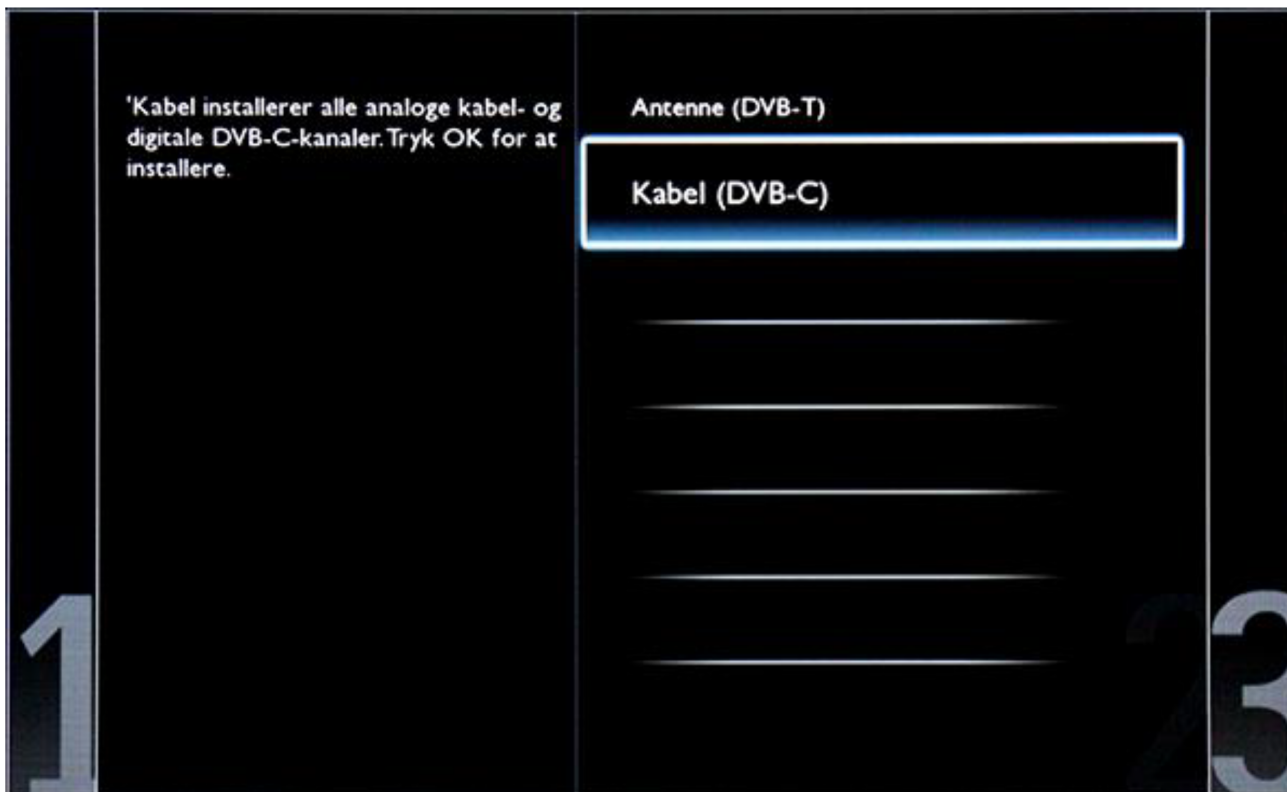 'Kabel installerer alle analoge kabel- og
digitale DVB-C-kanaler. Tryk OK for at
installere.
Antenne (DVB-T)
Kabel (DVB-C)
1
2
3